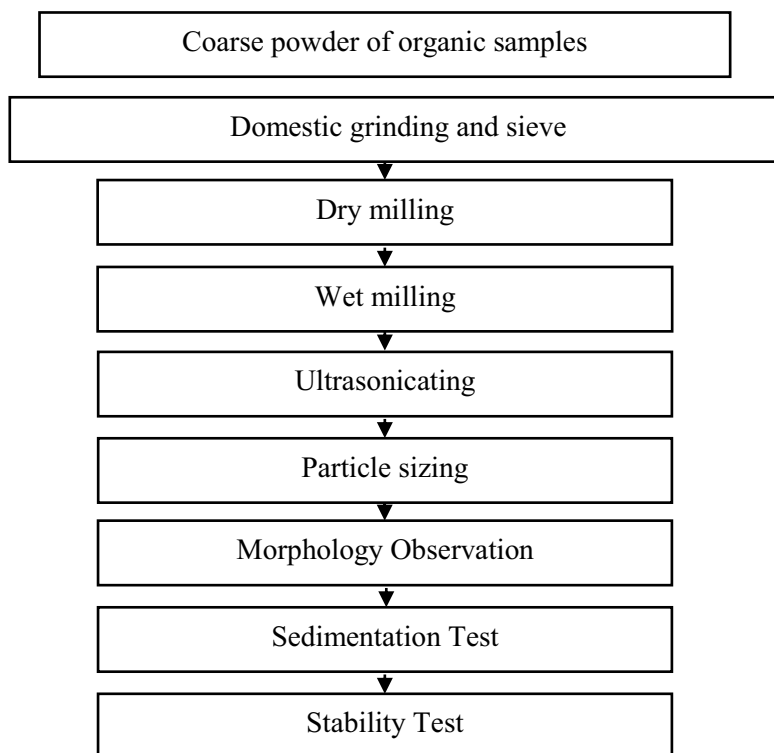 Coarse powder of organic samples
Domestic grinding and sieve
Dry milling
Wet milling
Ultrasonicating
Particle sizing
Morphology Observation
Sedimentation Test
Stability Test